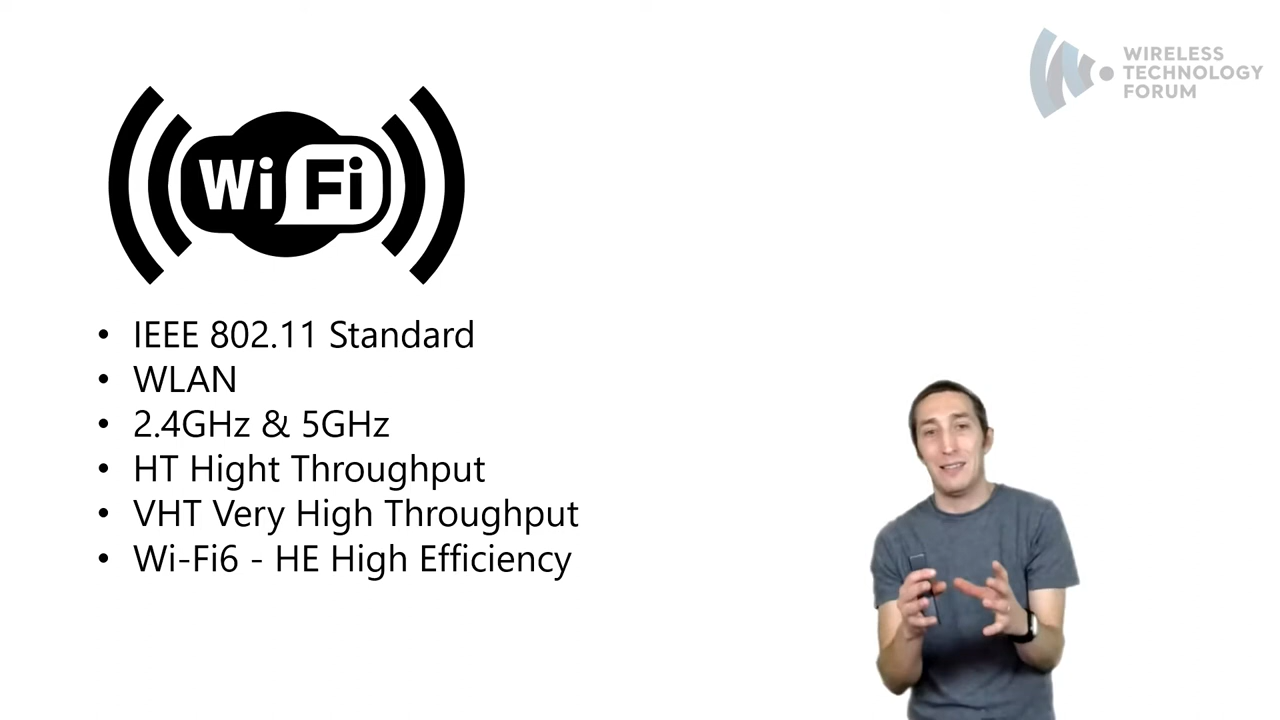 WIRELESS
TECHNOLOGY
FORUM
Wi Fi
• IEEE 802.11 Standard
• WLAN
• 2.4GHz & 5GHz
• HT Hight Throughput
• VHT Very High Throughput
• Wi-Fi6 - HE High Efficiency